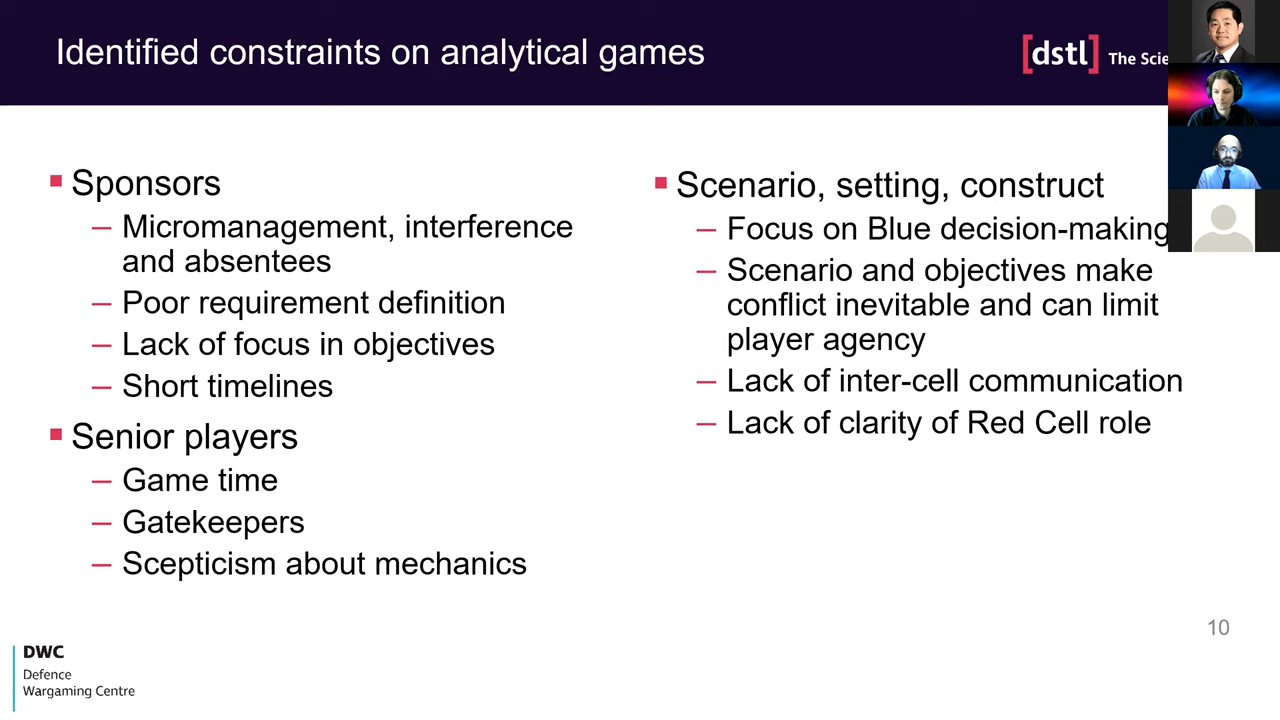 Identified constraints on analytical games
[dstl] The Scie
Sponsors
Micromanagement, interference
and absentees
Poor requirement definition
Lack of focus in objectives
Short timelines
Senior players
Game time
Gatekeepers
Scepticism about mechanics
Scenario, setting, construct
Focus on Blue decision-making
Scenario and objectives make
conflict inevitable and can limit
player agency
Lack of inter-cell communication
Lack of clarity of Red Cell role
10
DWC
Defence
Wargaming Centre